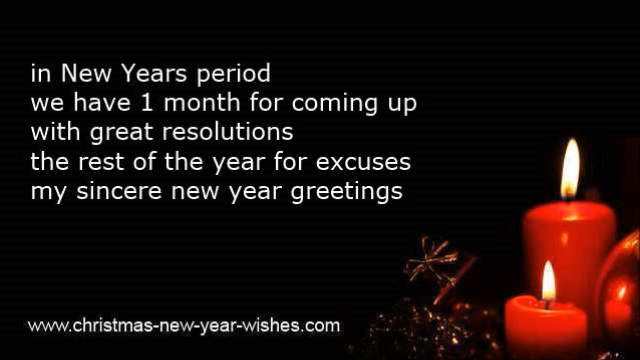 in New Years period
we have 1 month for coming up
with great resolutions
the rest of the year for excuses
my sincere new year greetings
www.christmas-new-year-wishes.com